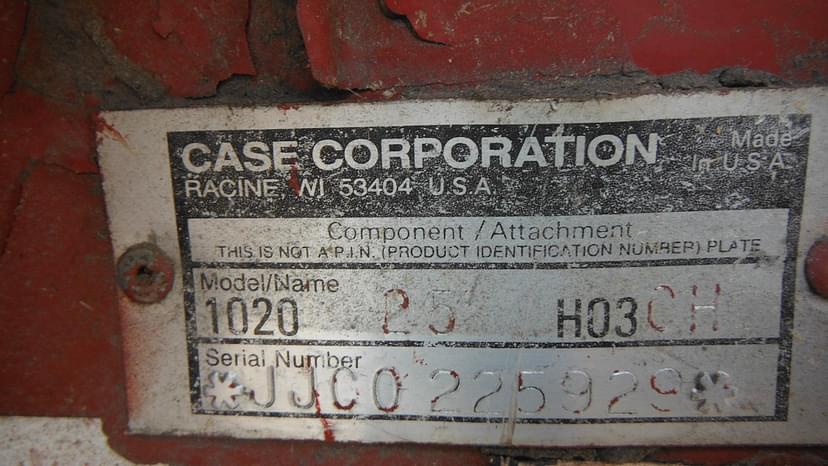 CASE CORPORATION
Made
In U.S.A.
RACINE, WI 53404 U.S.A.
Component / Attachment
THIS IS NOT A P.I.N. (PRODUCT IDENTIFICATION NUMBER) PLATE
Model/Name
1020 25 H03CH
Serial Number
*JJC0225929*